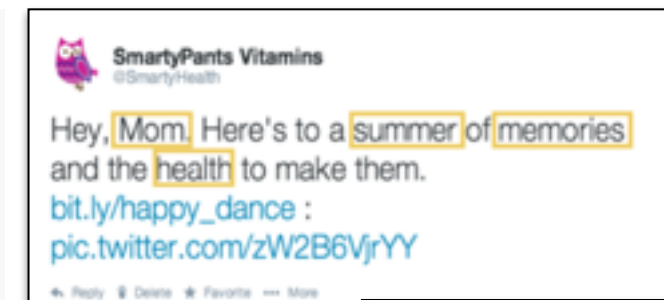 SmartyPants Vitamins
@SmartyHealth
Hey, Mom. Here's to a summer of memories
and the health to make them.
bit.ly/happy_dance :
pic.twitter.com/zW2B6VjrYY
Reply Delete Favorite More